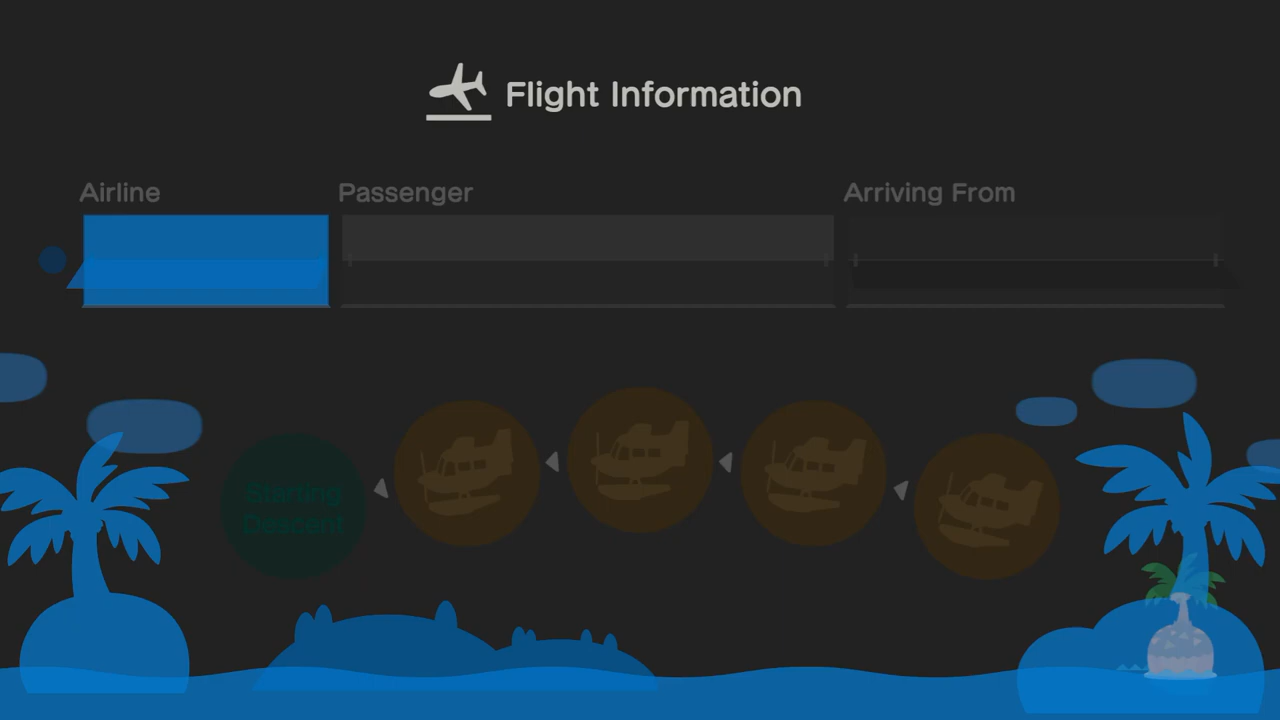 Flight Information
Airline
Passenger
Arriving From
Starting
Descent